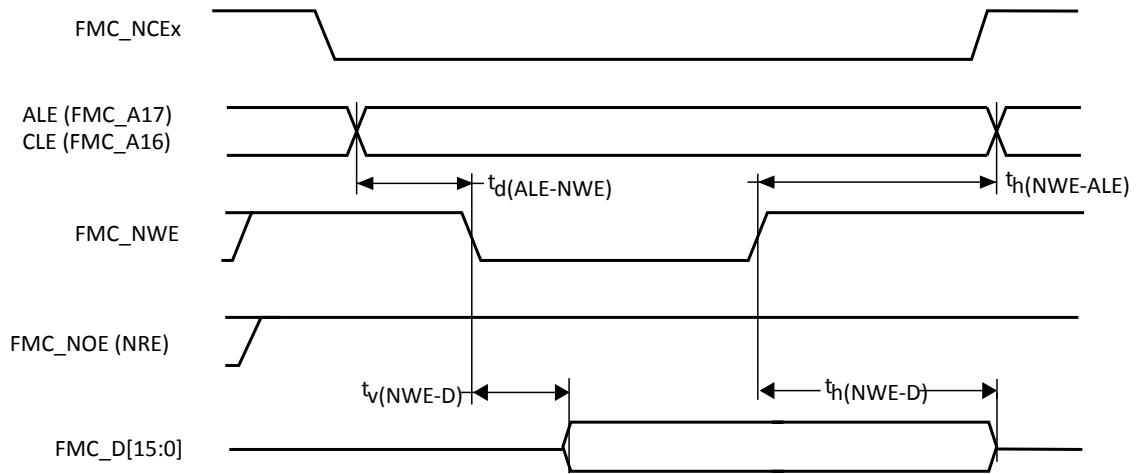 FMC_NCEx
ALE (FMC_A17)
CLE (FMC_A16)
td(ALE-NWE)
th(NWE-ALE)
FMC_NWE
FMC_NOE (NRE)
tv(NWE-D)
th(NWE-D)
FMC_D[15:0]